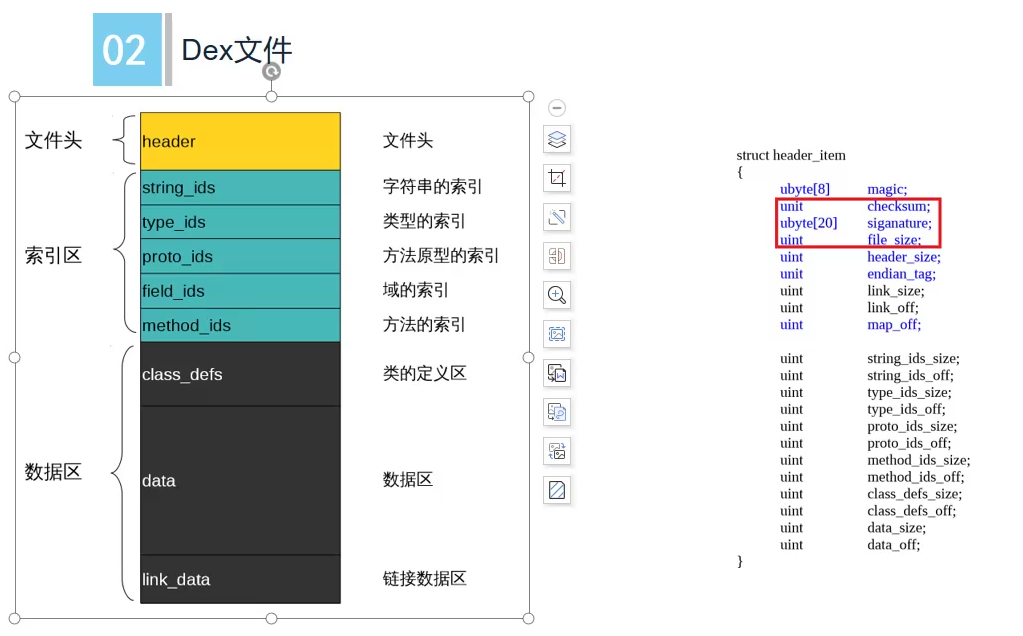 02
Dex文件
文件头
header
文件头
索引区
string_ids
字符串的索引
type_ids
类型的索引
proto_ids
方法原型的索引
field_ids
域的索引
method_ids
方法的索引
数据区
class_defs
类的定义区
data
数据区
link_data
链接数据区
struct header_item
{
ubyte[8] magic;
unit checksum;
ubyte[20] siganature;
uint file_size;
uint header_size;
unit endian_tag;
uint link_size;
uint link_off;
uint map_off;
uint string_ids_size;
uint string_ids_off;
uint type_ids_size;
uint type_ids_off;
uint proto_ids_size;
uint proto_ids_off;
uint method_ids_size;
uint method_ids_off;
uint class_defs_size;
uint class_defs_off;
uint data_size;
uint data_off;
}